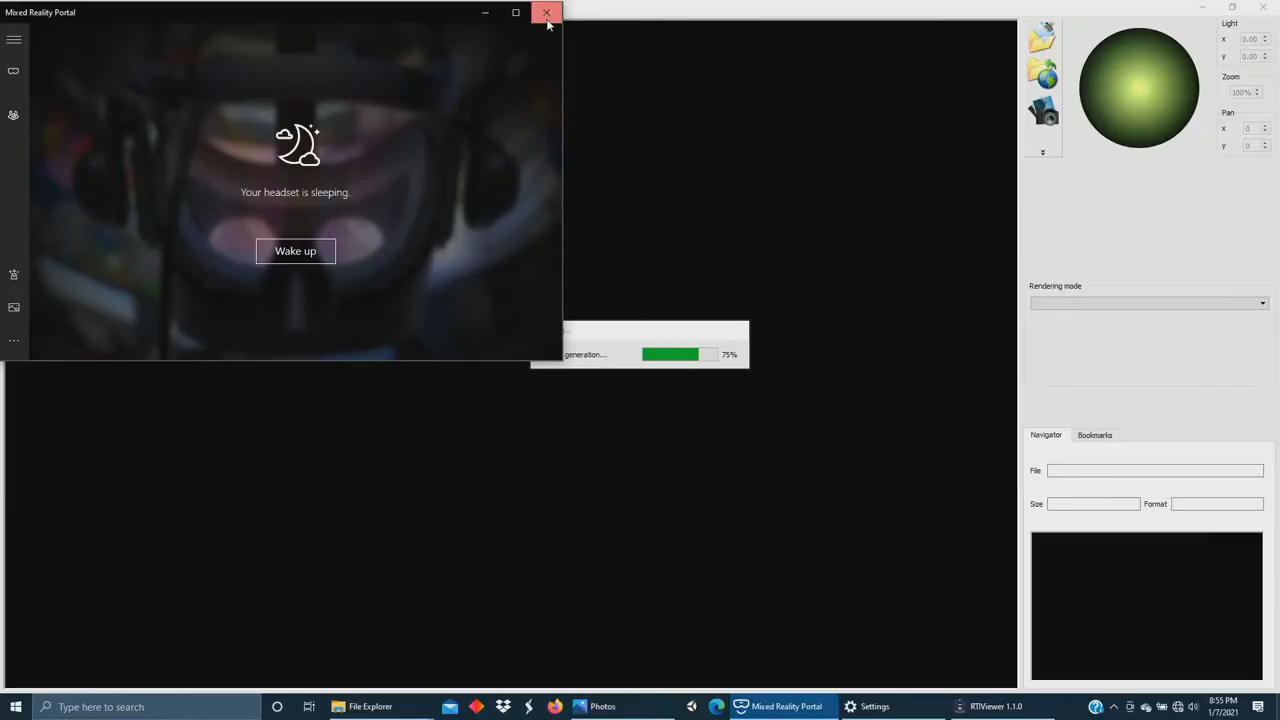 Mixed Reality Portal
Your headset is sleeping.
Wake up
generation...
75%
Light
x 0.00
y 0.00
Zoom
100%
Pan
x 0
y 0
Rendering mode
Navigator
Bookmarks
File
Size
Format
Type here to search
File Explorer
Photos
Mixed Reality Portal
Settings
RTIViewer 1.1.0
8:55 PM
1/7/2021